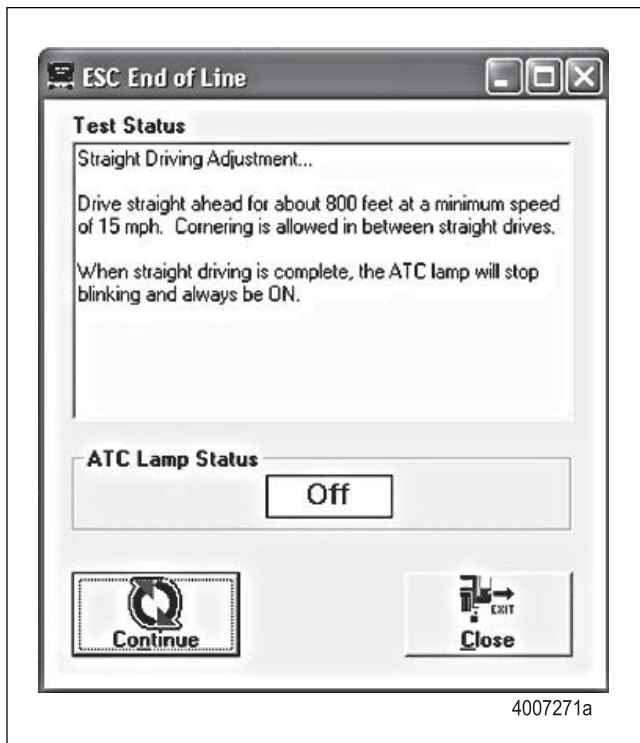 ESC End of Line
Test Status
Straight Driving Adjustment...
Drive straight ahead for about 800 feet at a minimum speed
of 15 mph. Cornering is allowed in between straight drives.
When straight driving is complete, the ATC lamp will stop
blinking and always be ON.
ATC Lamp Status
Off
EXIT
Continue
Close
4007271a